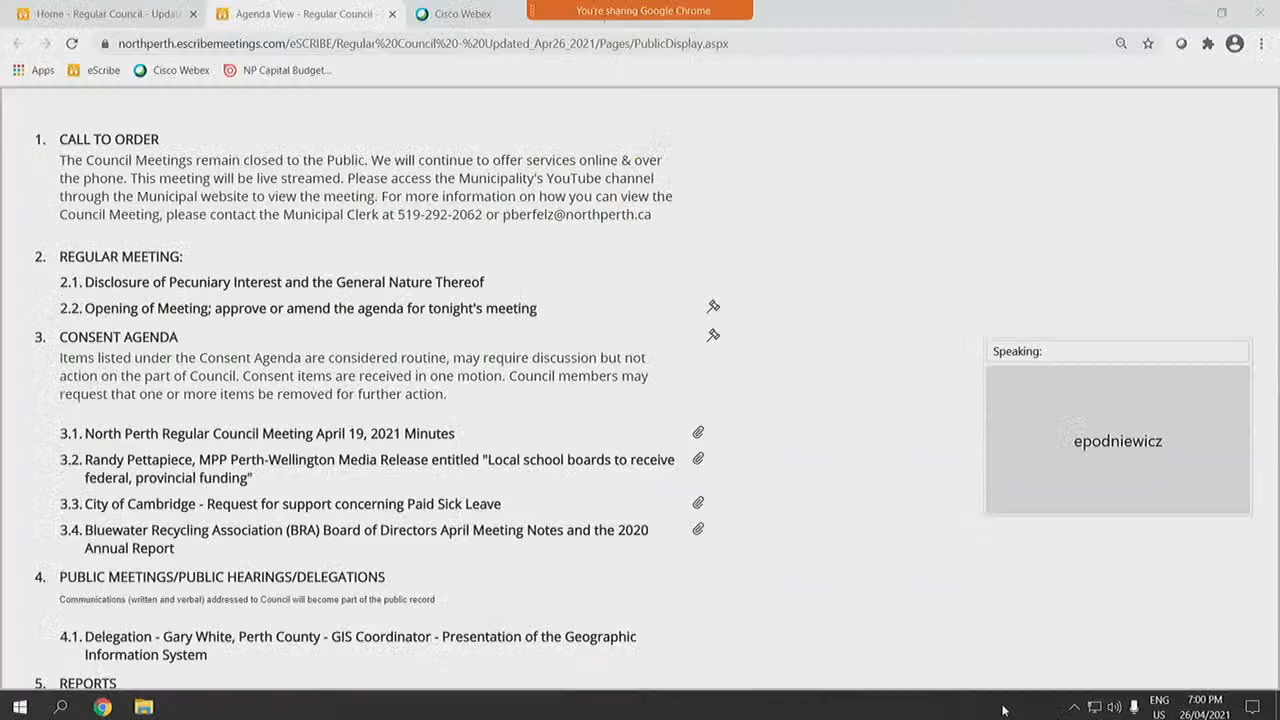 Home - Regular Council - Updat
Agenda View - Regular Council -
Cisco Webex
You're sharing Google Chrome
northperth.escribemeetings.com/eSCRIBE/Regular%20Council%20-%20Updated_Apr26_2021/Pages/PublicDisplay.aspx
Apps
eScribe
Cisco Webex
NP Capital Budget...
1. CALL TO ORDER
The Council Meetings remain closed to the Public. We will continue to offer services online & over
the phone. This meeting will be live streamed. Please access the Municipality's YouTube channel
through the Municipal website to view the meeting. For more information on how you can view the
Council Meeting, please contact the Municipal Clerk at 519-292-2062 or pberfelz@northperth.ca
2. REGULAR MEETING:
2.1. Disclosure of Pecuniary Interest and the General Nature Thereof
2.2. Opening of Meeting; approve or amend the agenda for tonight's meeting
3. CONSENT AGENDA
Items listed under the Consent Agenda are considered routine, may require discussion but not
action on the part of Council. Consent items are received in one motion. Council members may
request that one or more items be removed for further action.
3.1. North Perth Regular Council Meeting April 19, 2021 Minutes
3.2. Randy Pettapiece, MPP Perth-Wellington Media Release entitled "Local school boards to receive
federal, provincial funding"
3.3. City of Cambridge - Request for support concerning Paid Sick Leave
3.4. Bluewater Recycling Association (BRA) Board of Directors April Meeting Notes and the 2020
Annual Report
4. PUBLIC MEETINGS/PUBLIC HEARINGS/DELEGATIONS
Communications (written and verbal) addressed to Council will become part of the public record
4.1. Delegation - Gary White, Perth County - GIS Coordinator - Presentation of the Geographic
Information System
5. REPORTS
Speaking:
epodniewicz
ENG
US
7:00 PM
26/04/2021